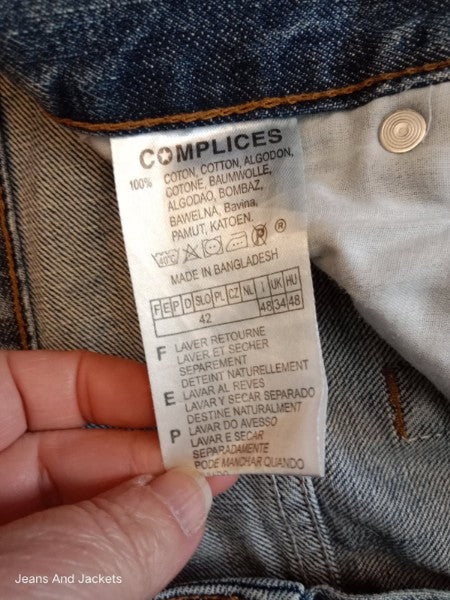 COMPLICES
100% COTON, COTTON, ALGODON,
COTONE, BAUMWOLLE,
ALGODAO, BOMBAZ,
BAWELNA, Bavina,
PAMUT, KATOEN.
®
MADE IN BANGLADESH
F E P D SLO PL CZ NL I UK HU
42 48 34 48
F LAVER RETOURNE
LAVER ET SECHER
SEPAREMENT
DETEINT NATURELLEMENT
E LAVAR AL REVES
LAVAR Y SECAR SEPARADO
DESTINE NATURALMENT
P LAVAR DO AVESSO
LAVAR E SECAR
SEPARADAMENTE
PODE MANCHAR QUANDO
Jeans And Jackets